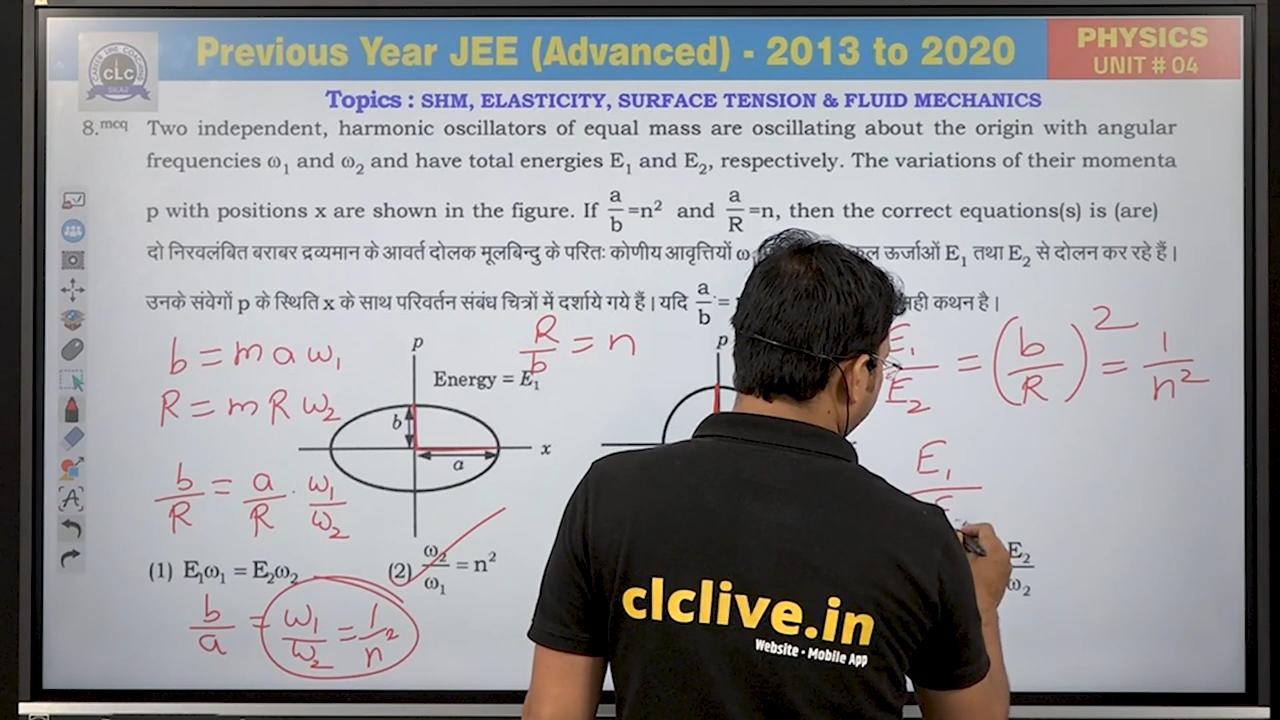 Previous Year JEE (Advanced) - 2013 to 2020
PHYSICS
UNIT # 04
CLC
Topics : SHM, ELASTICITY, SURFACE TENSION & FLUID MECHANICS
8.mcq Two independent, harmonic oscillators of equal mass are oscillating about the origin with angular
frequencies ω₁ and ω₂ and have total energies E₁ and E₂, respectively. The variations of their momenta
p with positions x are shown in the figure. If a/b=n² and a/R=n, then the correct equations(s) is (are)
दो निरवलंबित बराबर द्रव्यमान के आवर्त दोलक मूलबिन्दु के परितः कोणीय आवृत्तियों ω ऊर्जाओं E₁ तथा E₂ से दोलन कर रहे हैं।
उनके संवेगों p के स्थिति x के साथ परिवर्तन संबंध चित्रों में दर्शाये गये हैं। यदि a/b = सही कथन है।
b = m a ω₁
R = m R ω₂
b/R = a/R · ω₁/ω₂
p
Energy = E₁
b
a
x
R/b = n
p
E₁/E₂ = (b/R)² = 1/n²
E₁
(1) E₁ω₁ = E₂ω₂
(2) ω₂/ω₁ = n²
E₂/ω₂
b/a = ω₁/ω₂ = 1/n²
clclive.in
Website • Mobile App